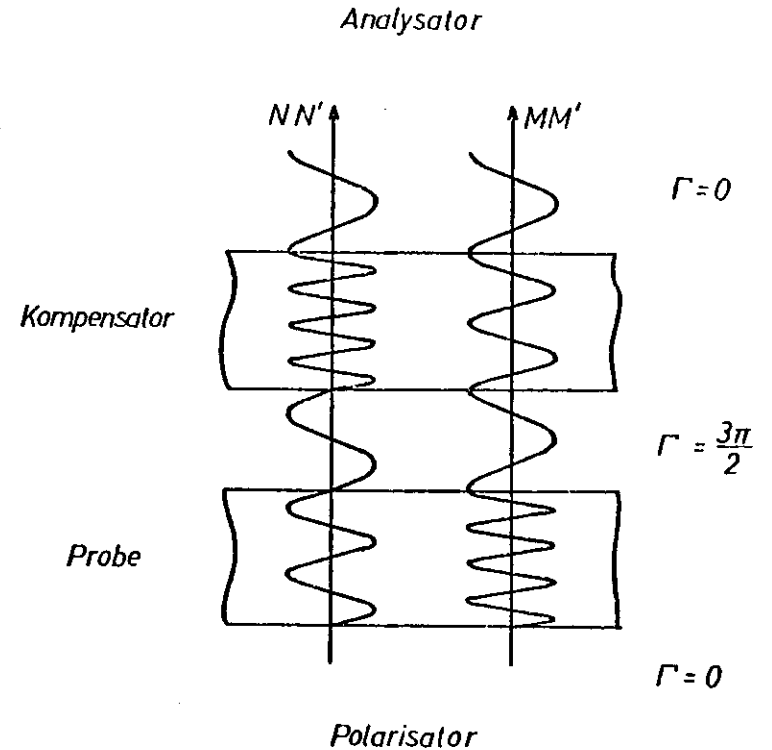 Analysator
NN' MM'
Γ = 0
Kompensator
Γ = 3π/2
Probe
Γ = 0
Polarisator